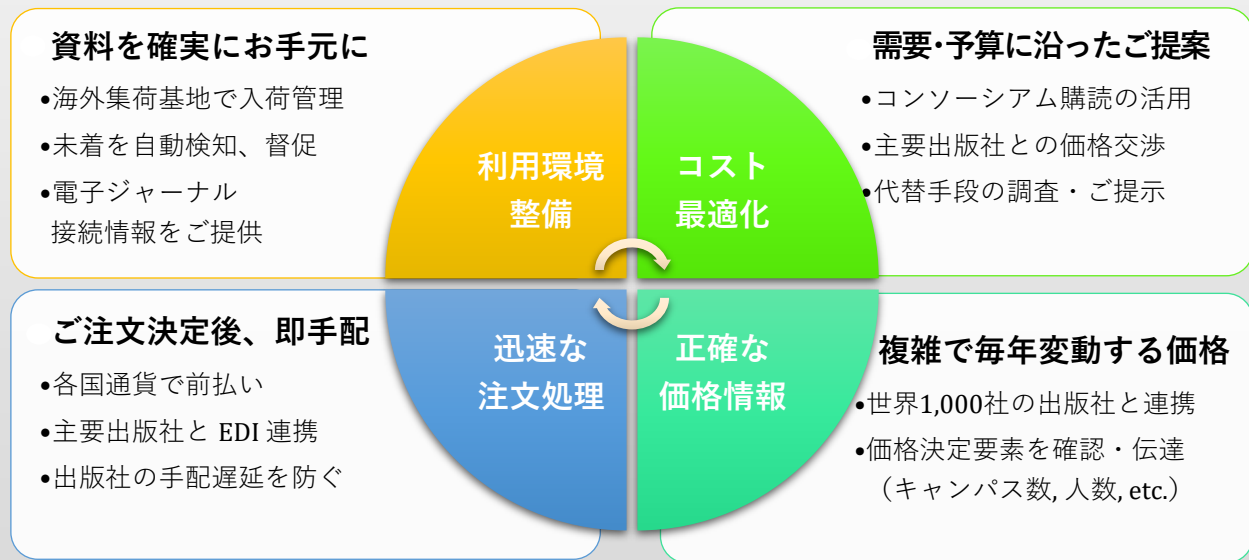 資料を確実にお手元に
•海外集荷基地で入荷管理
•未着を自動検知、督促
•電子ジャーナル
接続情報をご提供
利用環境
整備
コスト
最適化
需要･予算に沿ったご提案
•コンソーシアム購読の活用
•主要出版社との価格交渉
•代替手段の調査・ご提示
ご注文決定後、即手配
•各国通貨で前払い
•主要出版社と EDI 連携
•出版社の手配遅延を防ぐ
迅速な
注文処理
正確な
価格情報
複雑で毎年変動する価格
•世界1,000社の出版社と連携
•価格決定要素を確認・伝達
（キャンパス数, 人数, etc.）